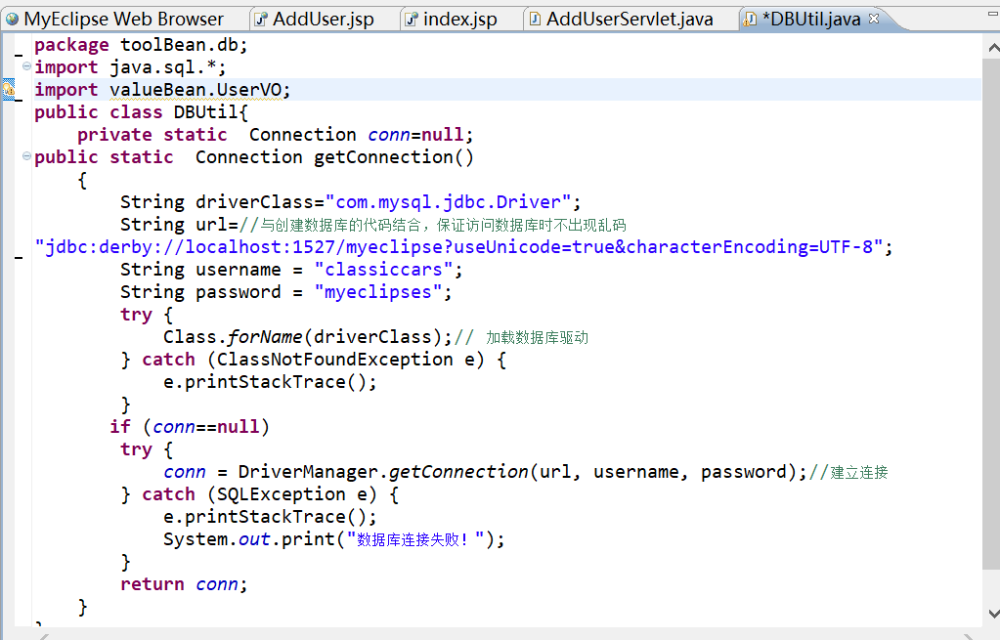 MyEclipse Web Browser AddUser.jsp index.jsp AddUserServlet.java *DBUtil.java
package toolBean.db;
import java.sql.*;
import valueBean.UserVO;
public class DBUtil{
    private static  Connection conn=null;
public static  Connection getConnection()
    {
        String driverClass="com.mysql.jdbc.Driver";
        String url=//与创建数据库的代码结合，保证访问数据库时不出现乱码
"jdbc:derby://localhost:1527/myeclipse?useUnicode=true&characterEncoding=UTF-8";
        String username = "classiccars";
        String password = "myeclipses";
        try {
            Class.forName(driverClass);// 加载数据库驱动
        } catch (ClassNotFoundException e) {
            e.printStackTrace();
        }
       if (conn==null)
        try {
            conn = DriverManager.getConnection(url, username, password);//建立连接
        } catch (SQLException e) {
            e.printStackTrace();
            System.out.print("数据库连接失败！");
        }
        return conn;
    }